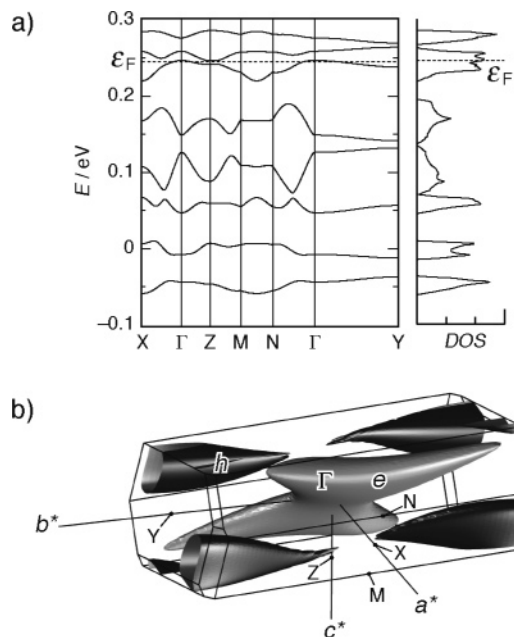 a)
0.3
εF
0.2
E / eV
0.1
0
−0.1
X Γ Z M N Γ Y
εF
DOS
b)
h
Γ
e
b*
Y
N
Z
X
M
c*
a*